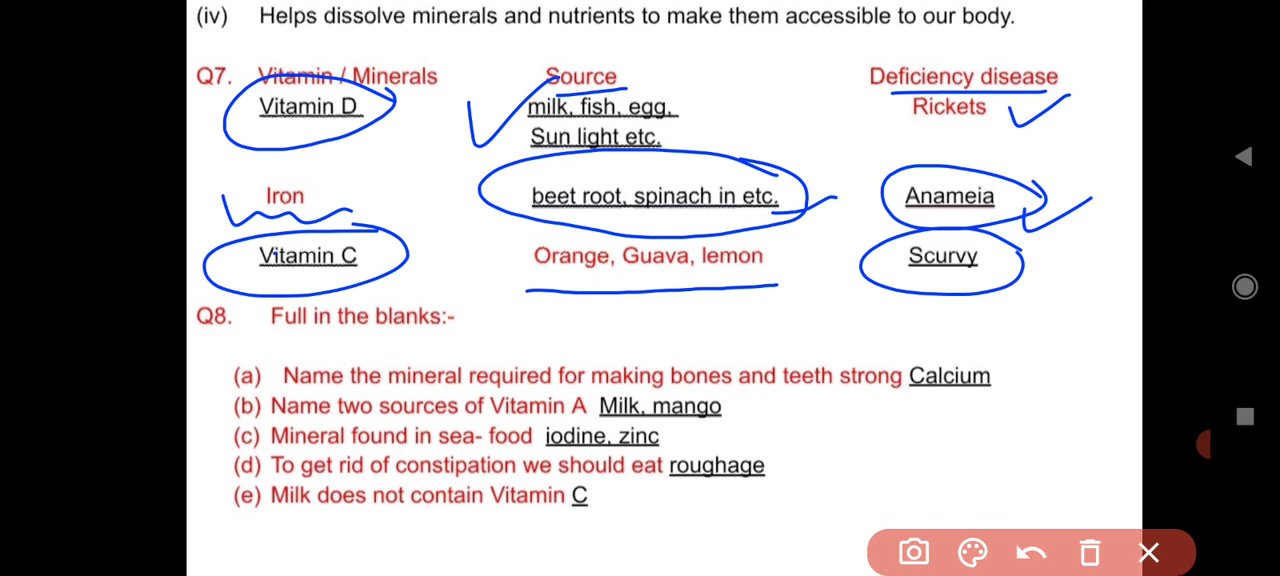 (iv) Helps dissolve minerals and nutrients to make them accessible to our body.
Q7. Vitamin / Minerals Source Deficiency disease
Vitamin D milk, fish, egg, Rickets
Sun light etc.
Iron beet root, spinach in etc. Anameia
Vitamin C Orange, Guava, lemon Scurvy
Q8. Full in the blanks:-
(a) Name the mineral required for making bones and teeth strong Calcium
(b) Name two sources of Vitamin A Milk, mango
(c) Mineral found in sea- food iodine, zinc
(d) To get rid of constipation we should eat roughage
(e) Milk does not contain Vitamin C